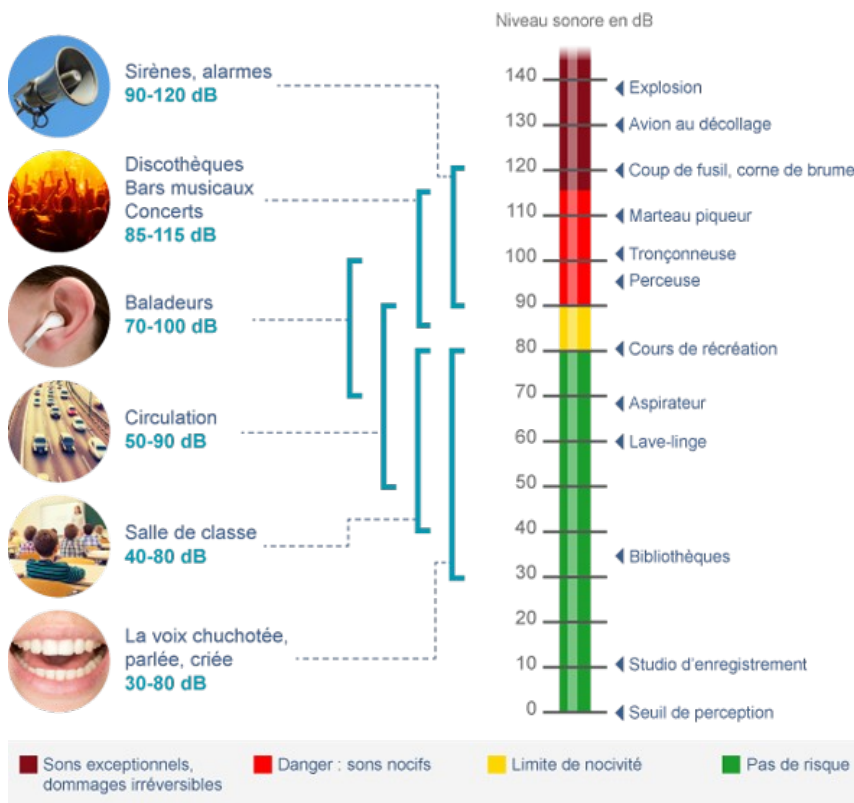 Niveau sonore en dB
Sirènes, alarmes
90-120 dB
Discothèques
Bars musicaux
Concerts
85-115 dB
Baladeurs
70-100 dB
Circulation
50-90 dB
Salle de classe
40-80 dB
La voix chuchotée,
parlée, criée
30-80 dB
140
130
120
110
100
90
80
70
60
50
40
30
20
10
0
Explosion
Avion au décollage
Coup de fusil, corne de brume
Marteau piqueur
Tronçonneuse
Perceuse
Cours de récréation
Aspirateur
Lave-linge
Bibliothèques
Studio d'enregistrement
Seuil de perception
Sons exceptionnels,
dommages irréversibles
Danger : sons nocifs
Limite de nocivité
Pas de risque